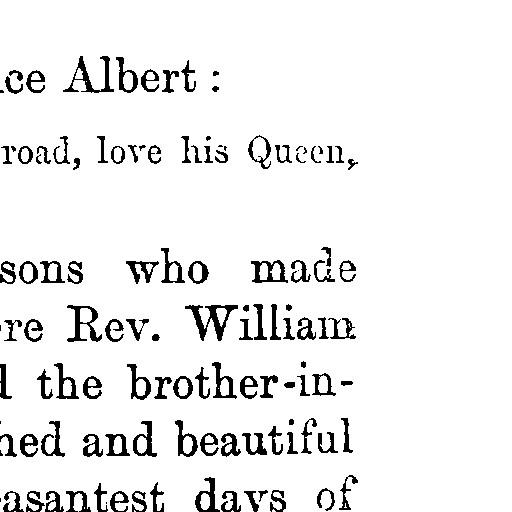 ce Albert :
road, love his Queen,
sons who made
re Rev. William
the brother-in-
hed and beautiful
asantest days of